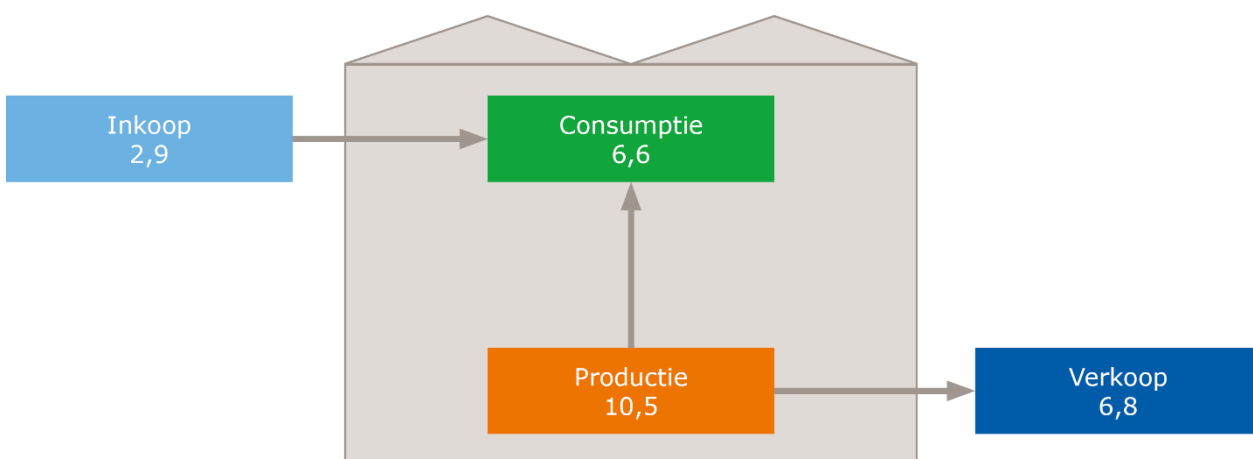 Inkoop
2,9
Consumptie
6,6
Productie
10,5
Verkoop
6,8